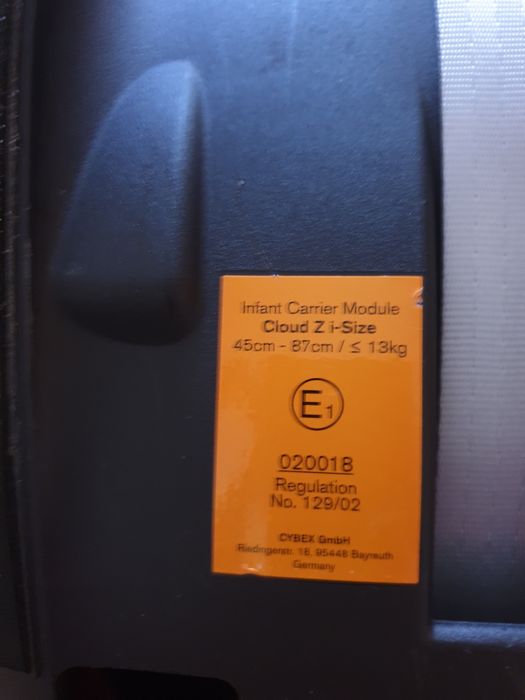 Infant Carrier Module
Cloud Z i-Size
45cm - 87cm / ≤ 13kg
E1
020018
Regulation
No. 129/02
CYBEX GmbH
Riedingerstr. 18, 95448 Bayreuth
Germany